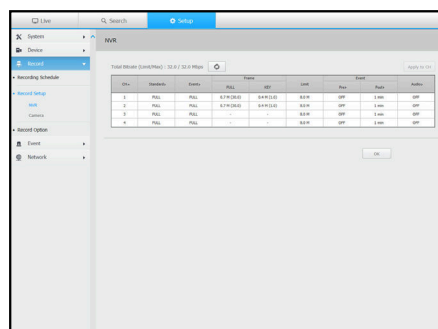 Live
Search
Setup
System
Device
Record
Recording Schedule
Record Setup
NVR
Camera
Record Option
Event
Network
NVR
Total Bitrate (Limit/Max) : 32.0 / 32.0 Mbps
Apply to CH
Frame Event
CH Standard Event FULL KEY Limit Pre Post Audio
1 FULL FULL 0.7 M (30.0) 0.4 M (1.0) 8.0 M OFF 1 min OFF
2 FULL FULL 0.7 M (30.0) 0.4 M (1.0) 8.0 M OFF 1 min OFF
3 FULL FULL - - 8.0 M OFF 1 min OFF
4 FULL FULL - - 8.0 M OFF 1 min OFF
OK